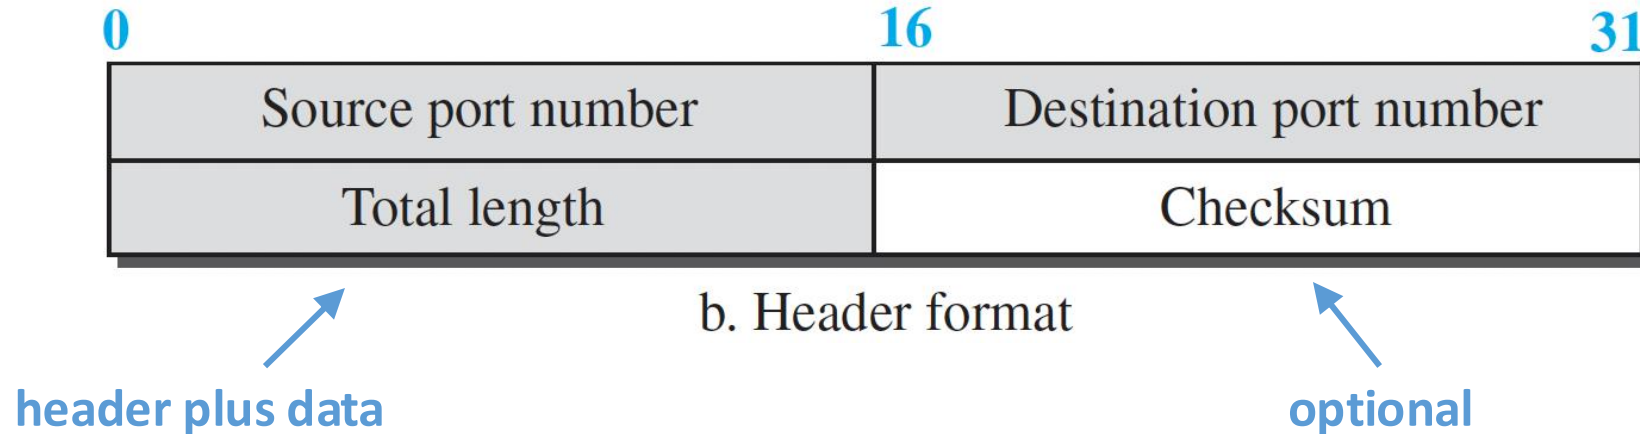 0 16 31
Source port number Destination port number
Total length Checksum
b. Header format
header plus data optional